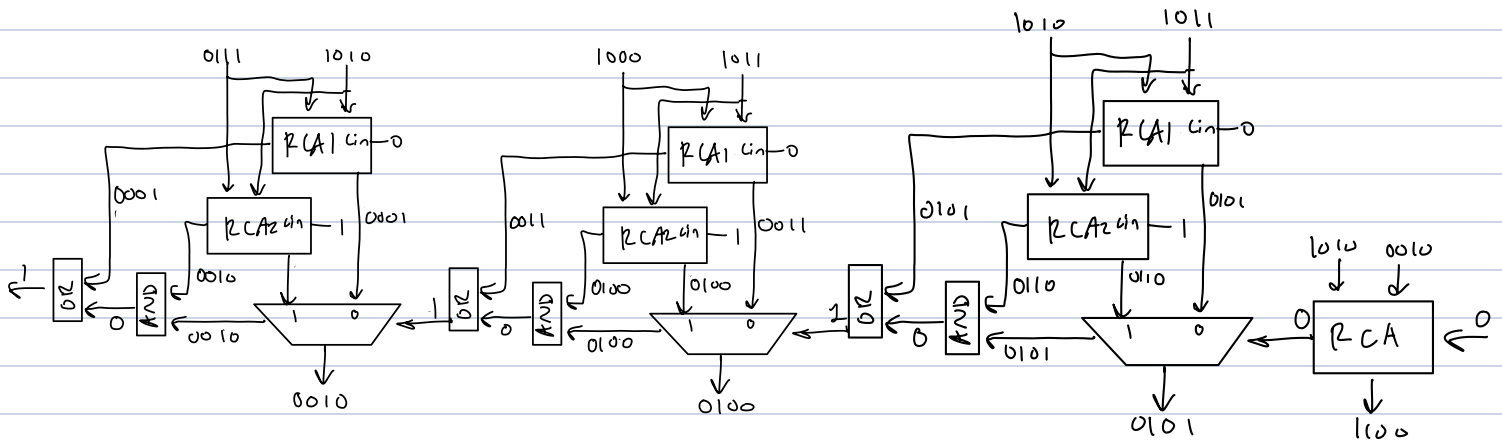 0111 1010
RCA1 Cin 0
0001
RCA2 Cin 1
0001
0010
1
OR
0
AND
0010
1 0
0010
1000 1011
RCA1 Cin 0
0011
RCA2 Cin 1
0011
0100
0100
1
OR
0
AND
0100
1 0
0100
1010 1011
RCA1 Cin 0
0101
RCA2 Cin 1
0101
0110
0110
1
OR
0
AND
0101
1 0
0101
1010 0010
0
RCA
0
1100